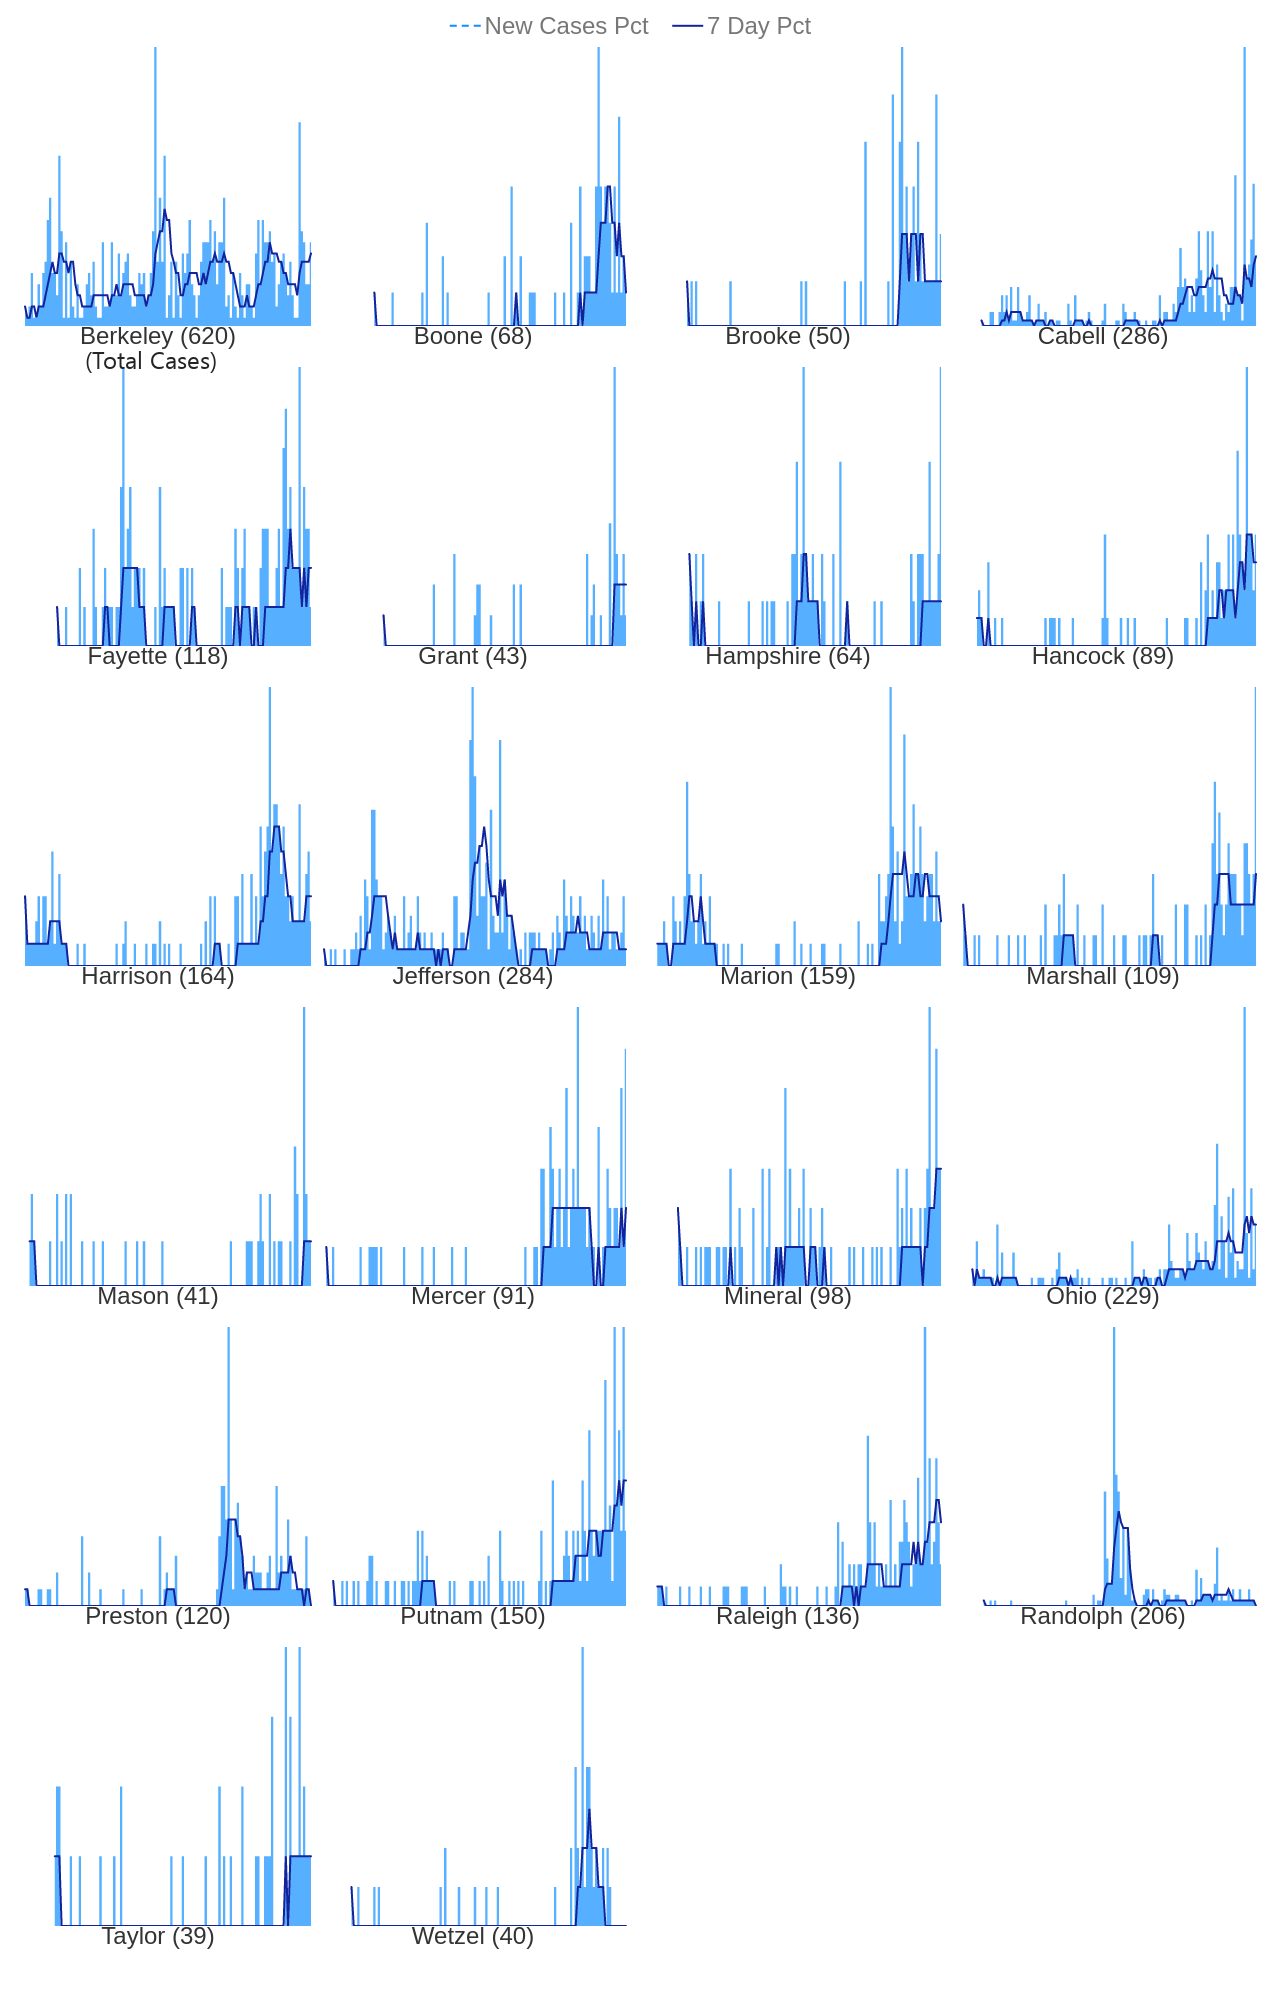 New Cases Pct 7 Day Pct
Berkeley (620) Boone (68) Brooke (50) Cabell (286)
(Total Cases)
Fayette (118) Grant (43) Hampshire (64) Hancock (89)
Harrison (164) Jefferson (284) Marion (159) Marshall (109)
Mason (41) Mercer (91) Mineral (98) Ohio (229)
Preston (120) Putnam (150) Raleigh (136) Randolph (206)
Taylor (39) Wetzel (40)